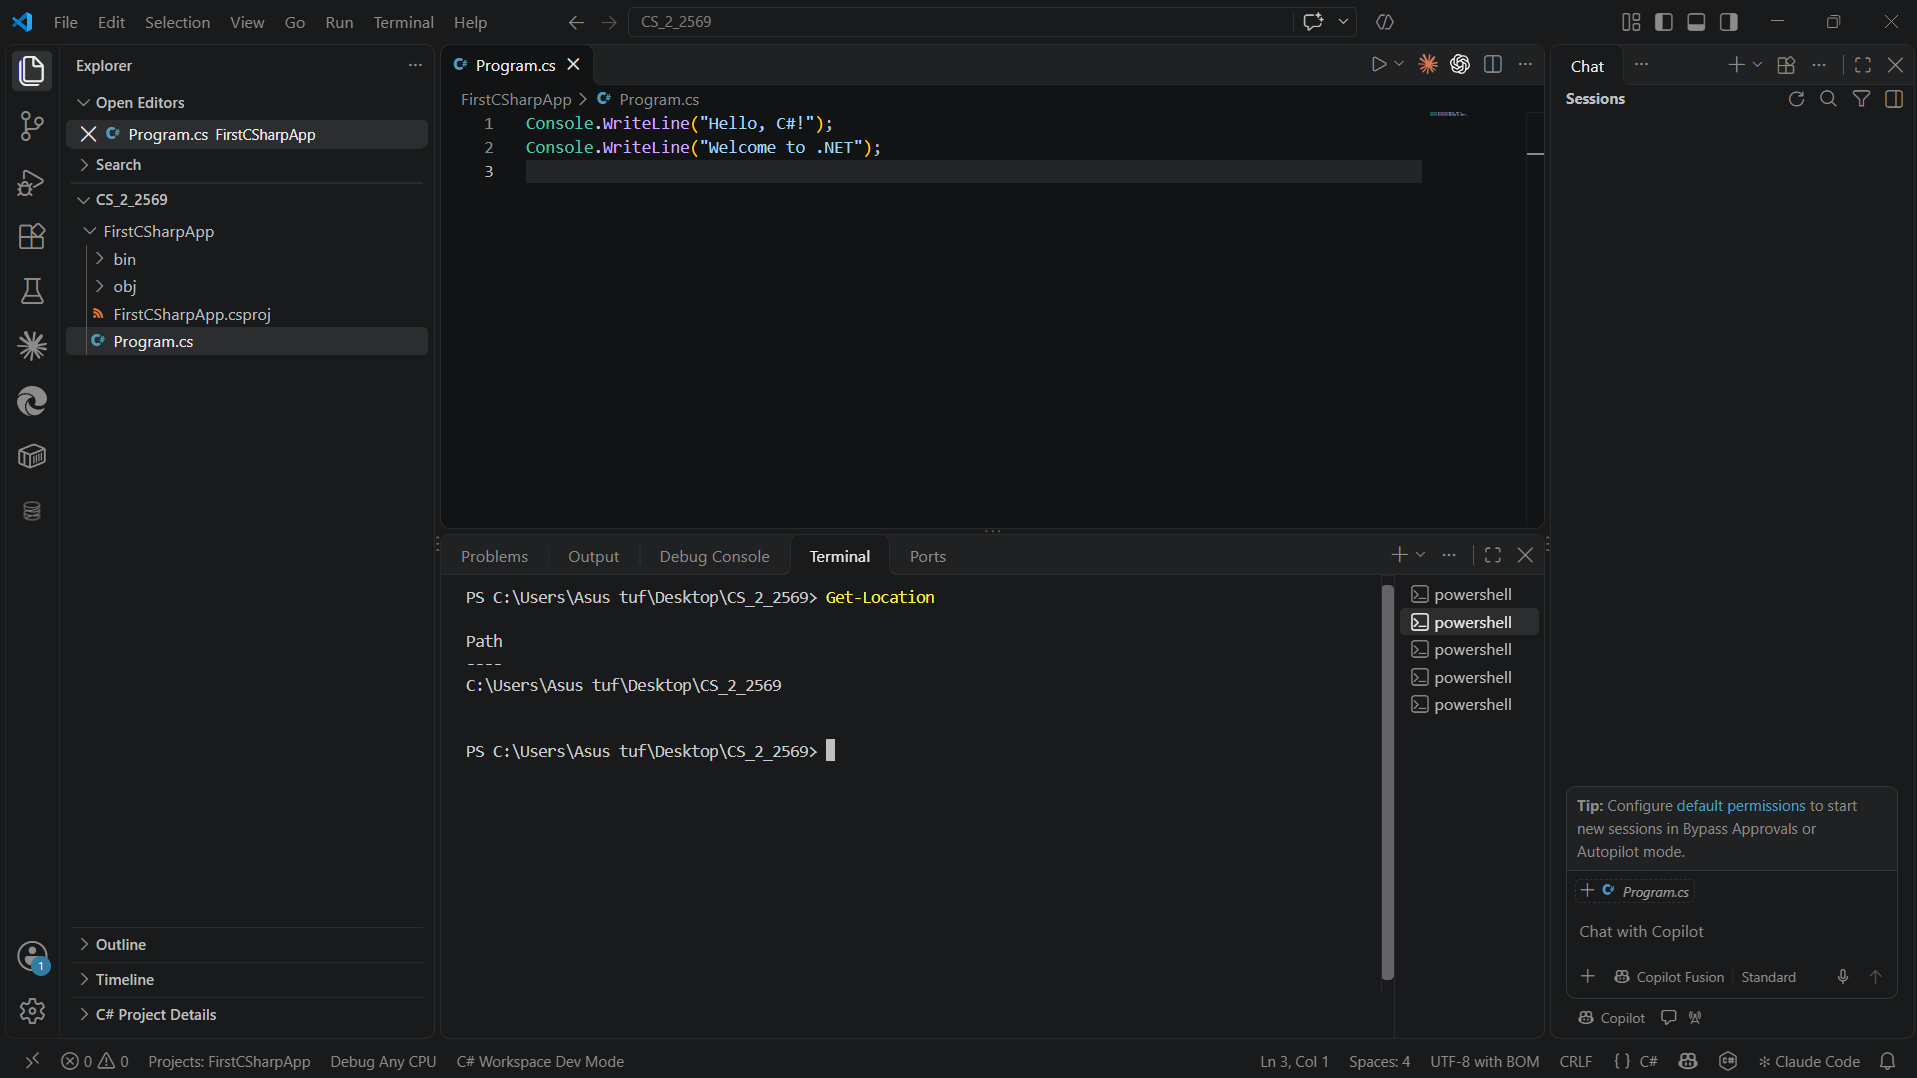 File Edit Selection View Go Run Terminal Help
CS_2_2569
Explorer
Open Editors
Program.cs FirstCSharpApp
Search
CS_2_2569
FirstCSharpApp
bin
obj
FirstCSharpApp.csproj
Program.cs
Outline
Timeline
C# Project Details
1
Program.cs
FirstCSharpApp > Program.cs
1 Console.WriteLine("Hello, C#!");
2 Console.WriteLine("Welcome to .NET");
3
Problems Output Debug Console Terminal Ports
PS C:\Users\Asus tuf\Desktop\CS_2_2569> Get-Location
Path
----
C:\Users\Asus tuf\Desktop\CS_2_2569
PS C:\Users\Asus tuf\Desktop\CS_2_2569>
powershell
powershell
powershell
powershell
powershell
Chat
Sessions
Tip: Configure default permissions to start
new sessions in Bypass Approvals or
Autopilot mode.
Program.cs
Chat with Copilot
Copilot Fusion Standard
Copilot
0 0 Projects: FirstCSharpApp Debug Any CPU C# Workspace Dev Mode
Ln 3, Col 1 Spaces: 4 UTF-8 with BOM CRLF { } C# Claude Code